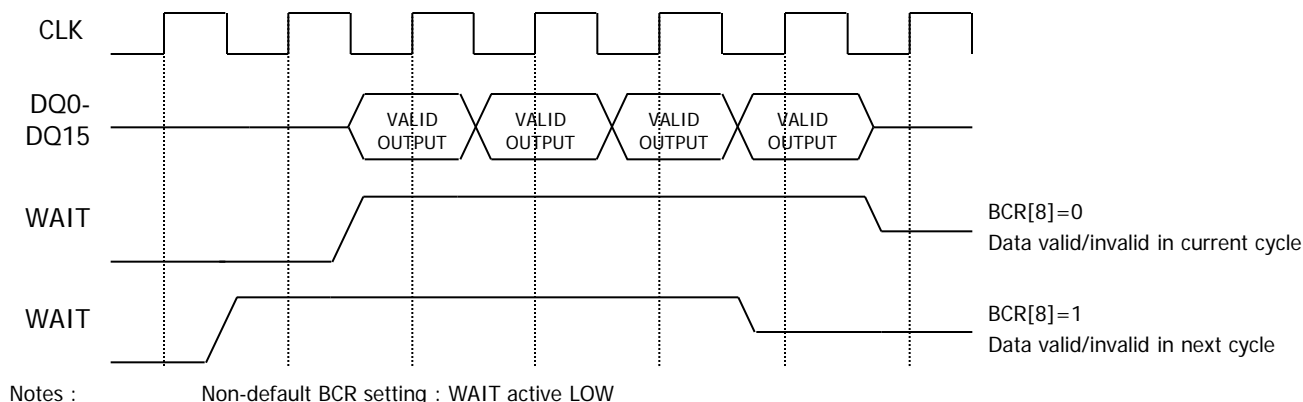 CLK
DQ0-
DQ15
VALID
OUTPUT
VALID
OUTPUT
VALID
OUTPUT
VALID
OUTPUT
WAIT
BCR[8]=0
Data valid/invalid in current cycle
WAIT
BCR[8]=1
Data valid/invalid in next cycle
Notes : Non-default BCR setting : WAIT active LOW